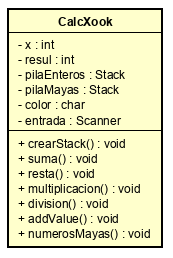 CalcXook
- x : int
- resul : int
- pilaEnteros : Stack
- pilaMayas : Stack
- color : char
- entrada : Scanner
+ crearStack() : void
+ suma() : void
+ resta() : void
+ multiplicacion() : void
+ division() : void
+ addValue() : void
+ numerosMayas() : void